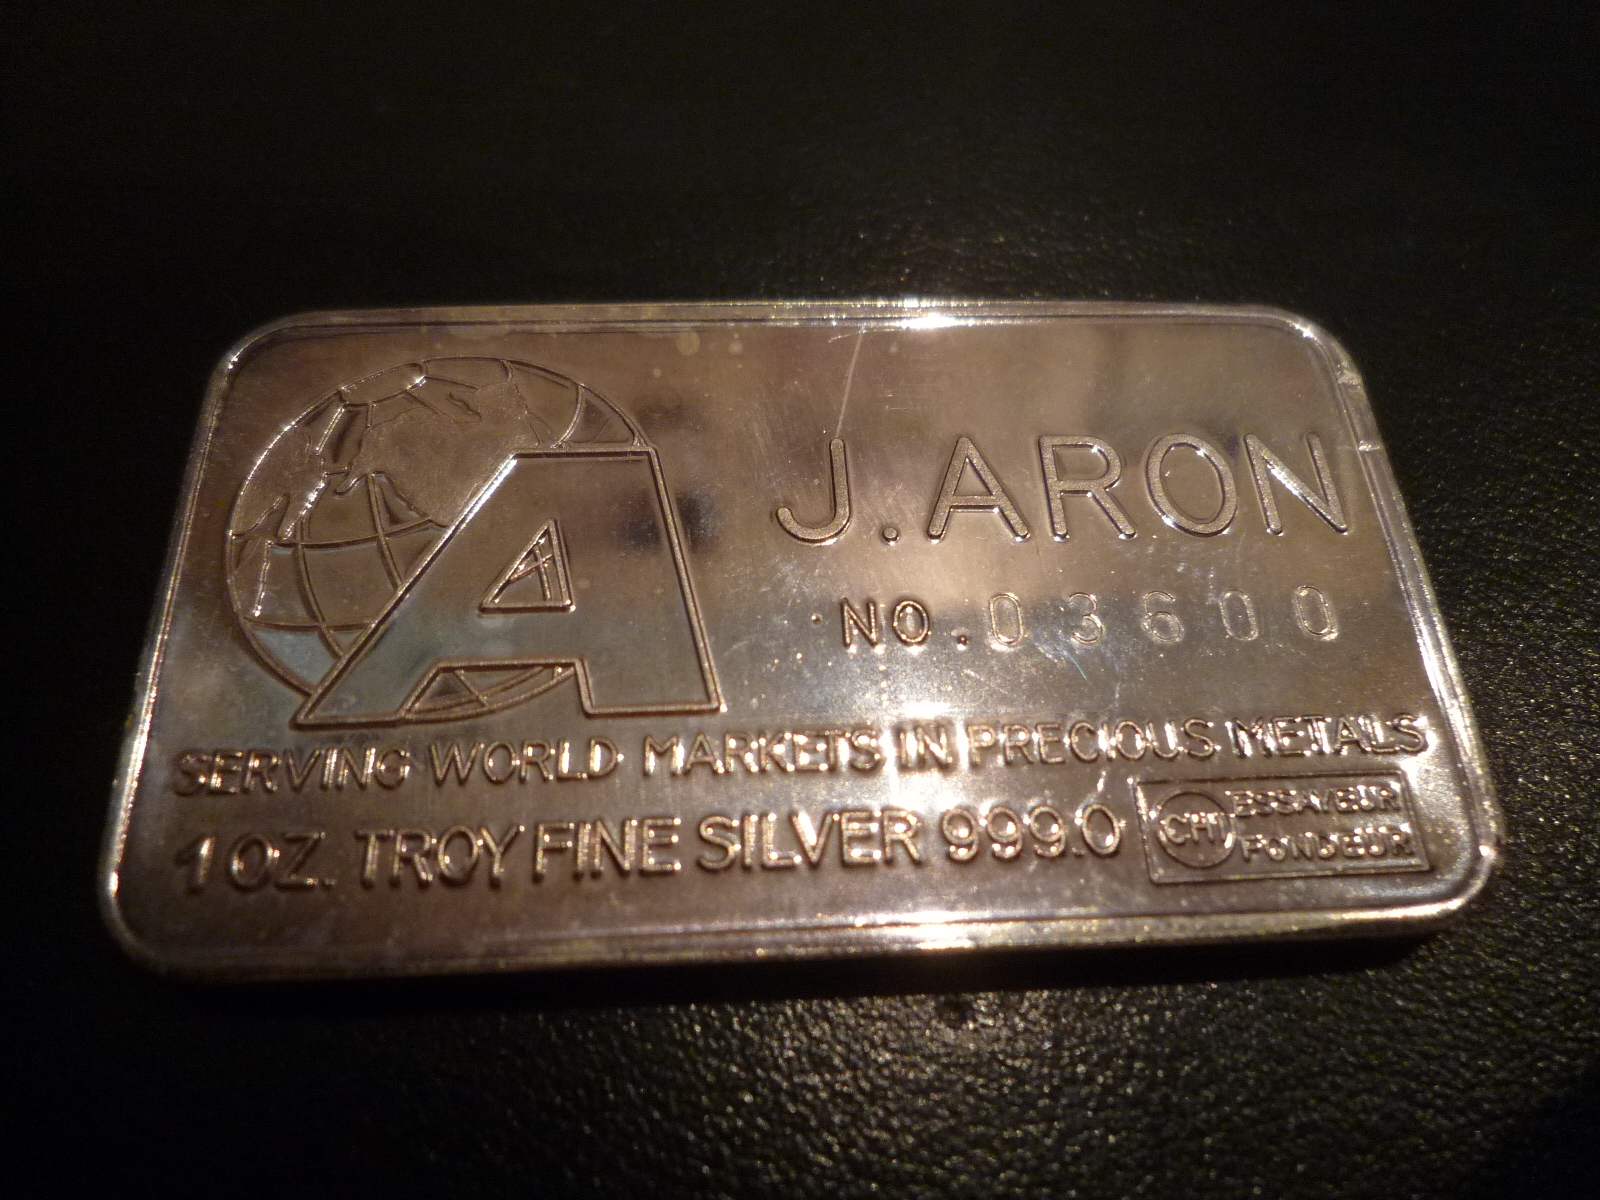 A
J.ARON
NO.03600
SERVING WORLD MARKETS IN PRECIOUS METALS
1 OZ. TROY FINE SILVER 999.0
CHI ESSAYEUR
FONDEUR